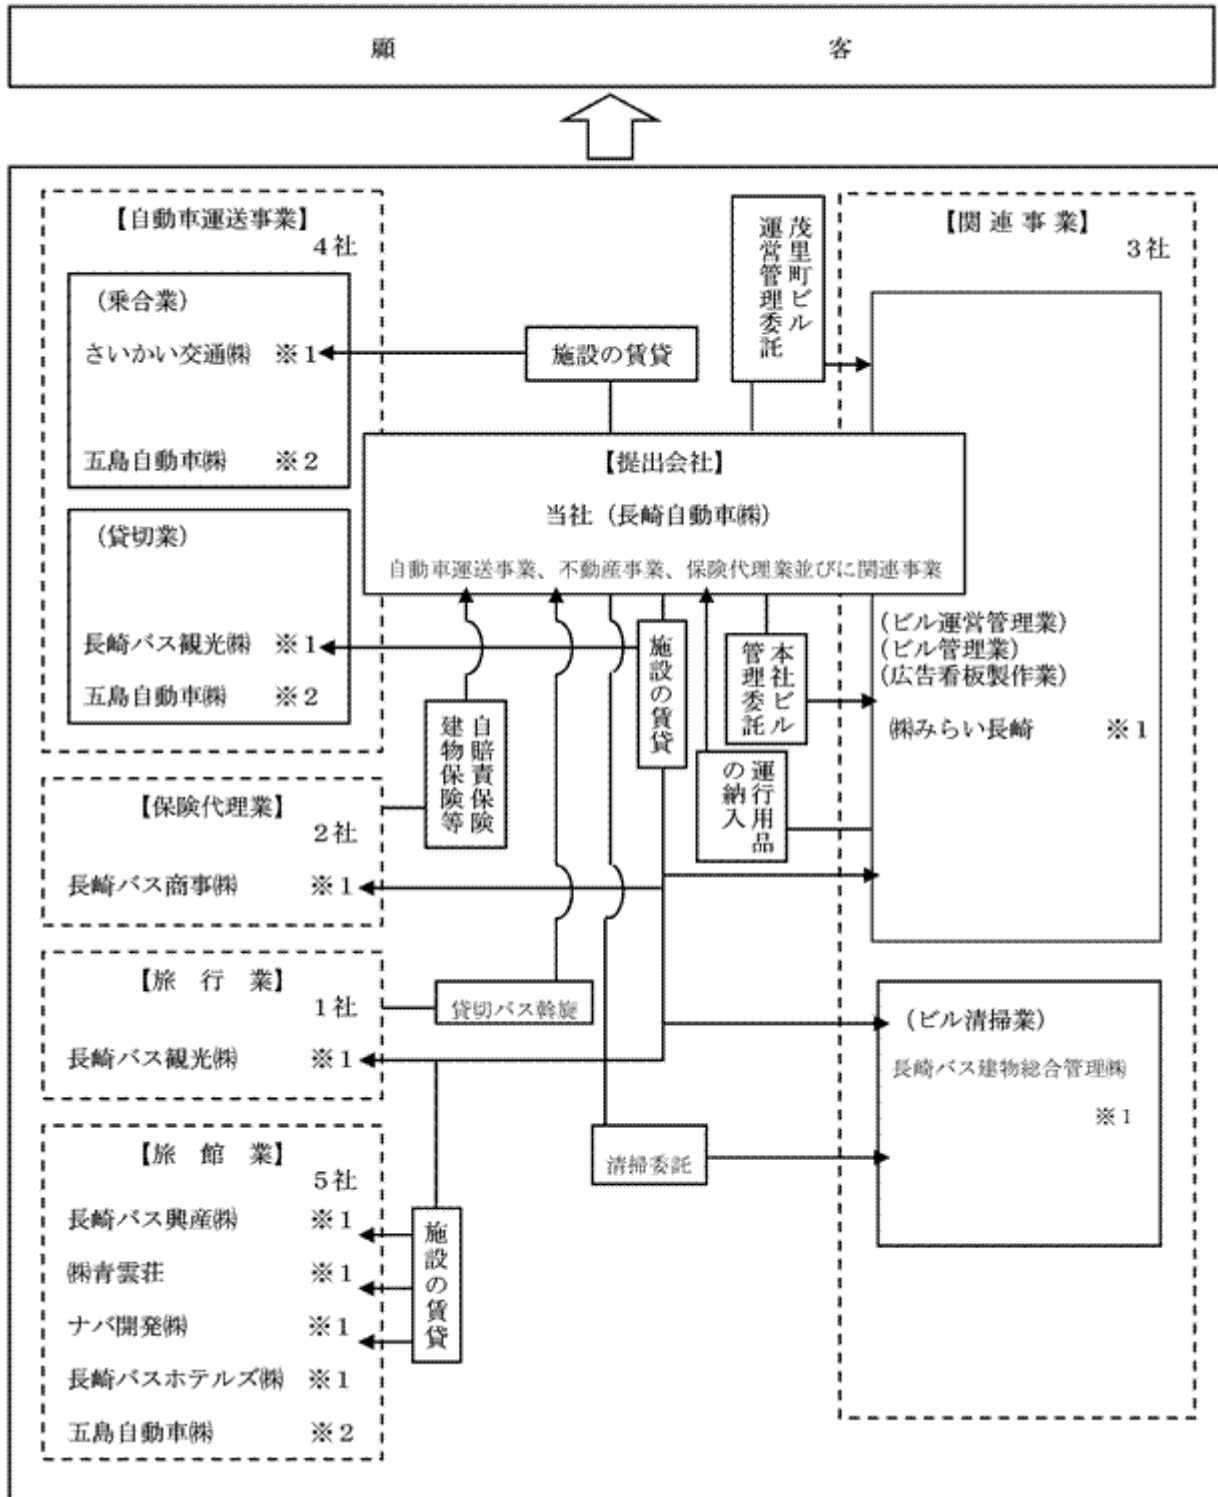 顧 客
【自動車運送事業】
4社
(乗合業)
さいかい交通㈱ ※1
五島自動車㈱ ※2
(貸切業)
長崎バス観光㈱ ※1
五島自動車㈱ ※2
【保険代理業】
2社
長崎バス商事㈱ ※1
【旅 行 業】
1社
長崎バス観光㈱ ※1
【旅 館 業】
5社
長崎バス興産㈱ ※1
㈱青雲荘 ※1
ナバ開発㈱ ※1
長崎バスホテルズ㈱ ※1
五島自動車㈱ ※2
施設の賃貸
茂里町ビル
運営管理委託
【提出会社】
当社(長崎自動車㈱)
自動車運送事業、不動産事業、保険代理業並びに関連事業
自賠責保険
建物保険等
施設の賃貸
本社ビル
管理委託
運行用品
の納入
貸切バス斡旋
清掃委託
施設の賃貸
【関 連 事 業】
3社
(ビル運営管理業)
(ビル管理業)
(広告看板製作業)
㈱みらい長崎 ※1
(ビル清掃業)
長崎バス建物総合管理㈱
※1